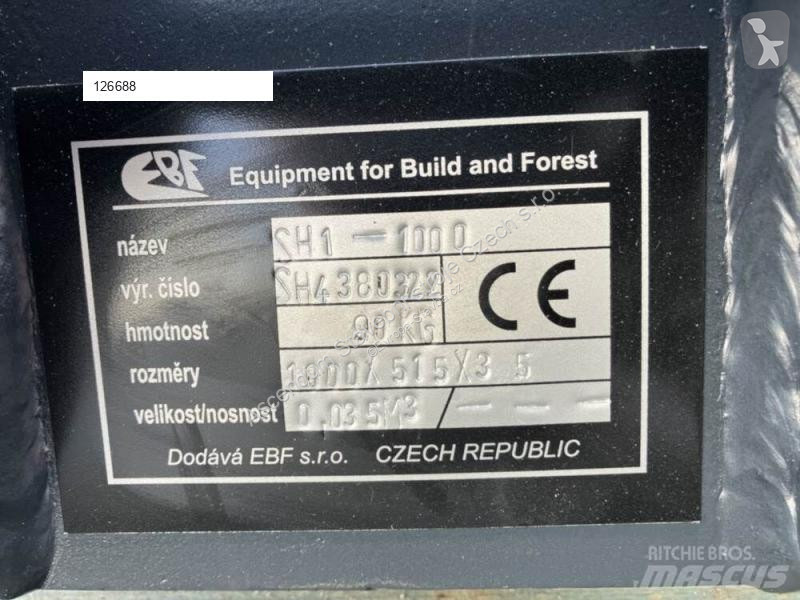 126688
EBF Equipment for Build and Forest
název SH1-1000
výr. číslo
hmotnost KG
rozměry
velikost/nosnost 0,035M3/ ---
CE
Dodává EBF s.r.o. CZECH REPUBLIC
RITCHIE BROS.
MASCUS